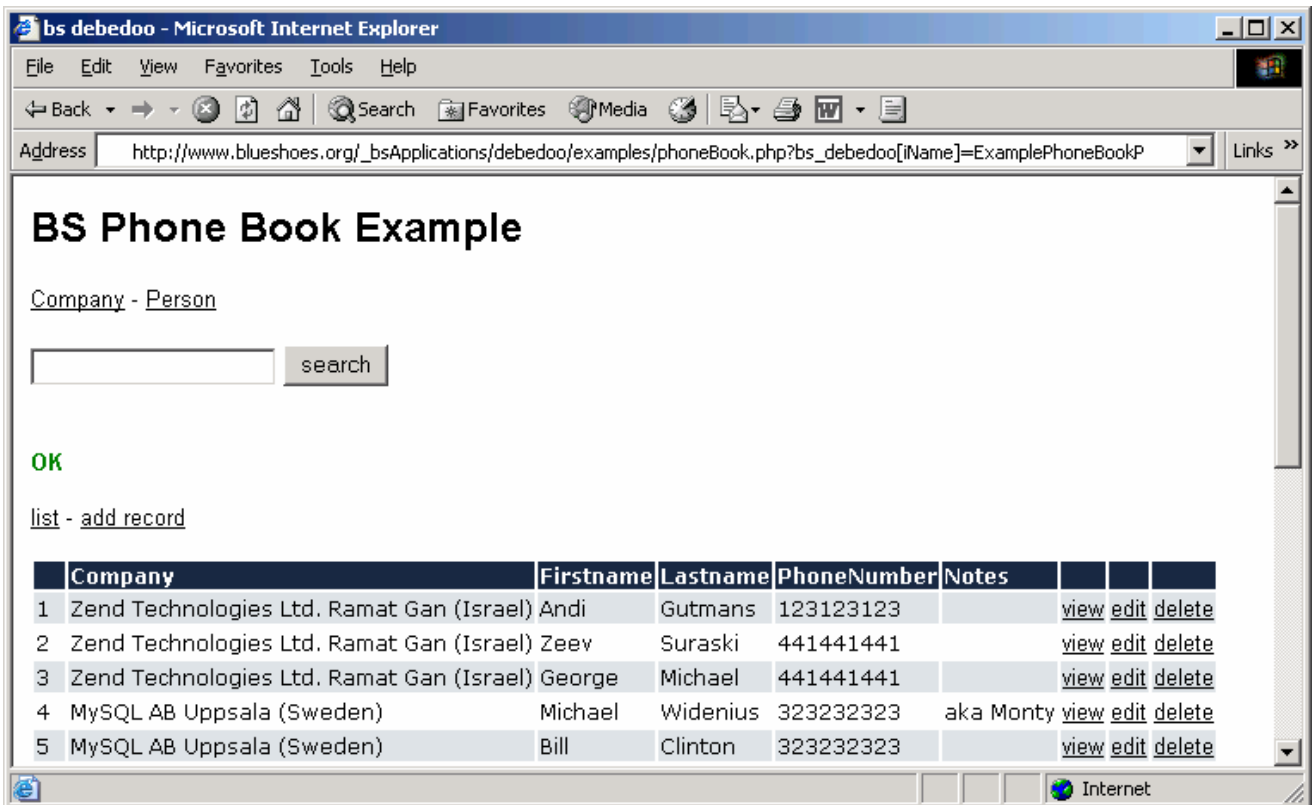 bs debedoo - Microsoft Internet Explorer
File Edit View Favorites Tools Help
Back Search Favorites Media
Address http://www.blueshoes.org/_bsApplications/debedoo/examples/phoneBook.php?bs_debedoo[iName]=ExamplePhoneBookP Links »
BS Phone Book Example
Company - Person
search
OK
list - add record
Company Firstname Lastname PhoneNumber Notes
1 Zend Technologies Ltd. Ramat Gan (Israel) Andi Gutmans 123123123 view edit delete
2 Zend Technologies Ltd. Ramat Gan (Israel) Zeev Suraski 441441441 view edit delete
3 Zend Technologies Ltd. Ramat Gan (Israel) George Michael 441441441 view edit delete
4 MySQL AB Uppsala (Sweden) Michael Widenius 323232323 aka Monty view edit delete
5 MySQL AB Uppsala (Sweden) Bill Clinton 323232323 view edit delete
Internet